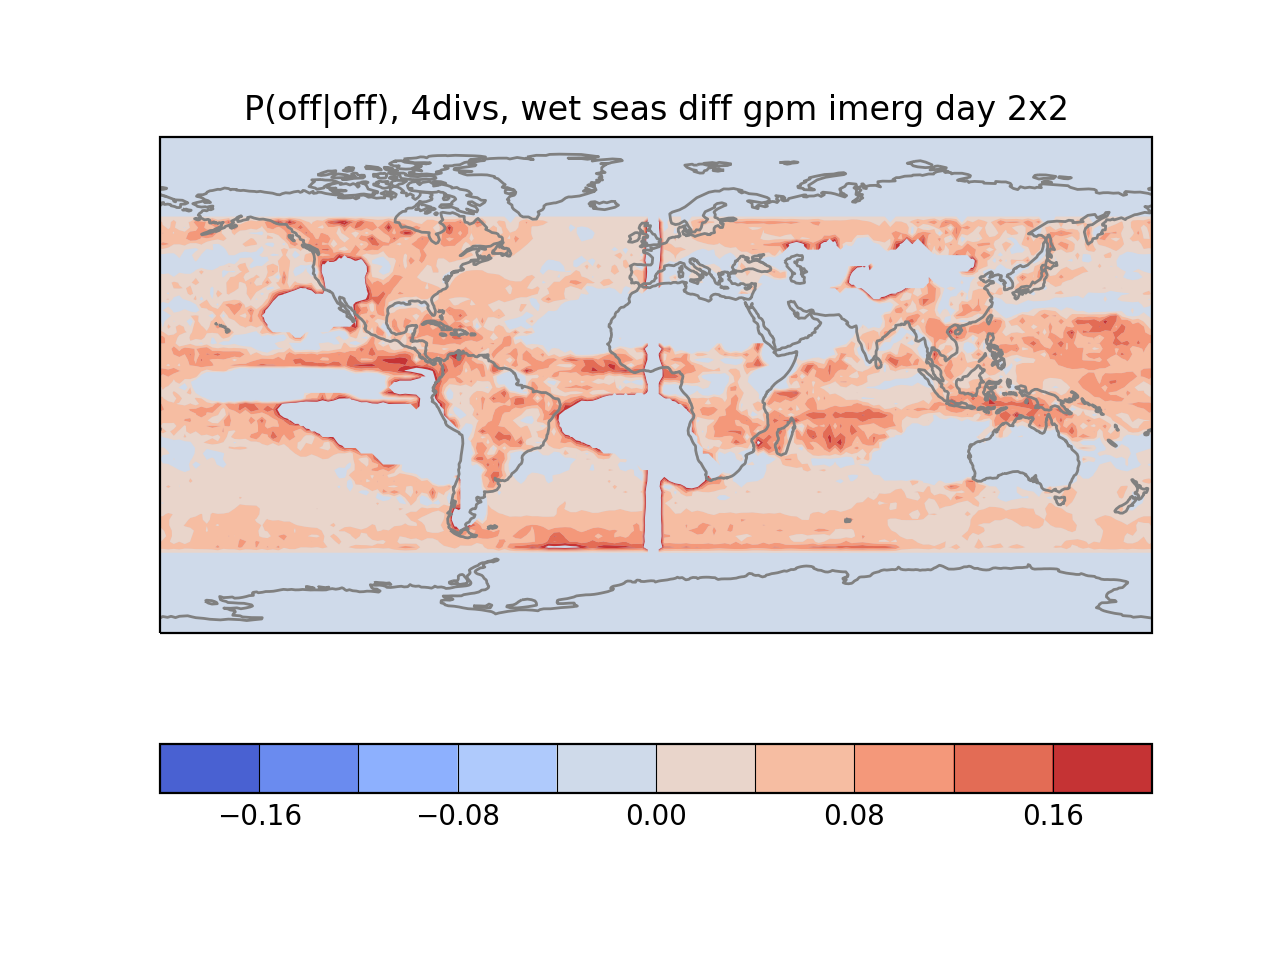 P(off|off), 4divs, wet seas diff gpm imerg day 2x2
−0.16 −0.08 0.00 0.08 0.16